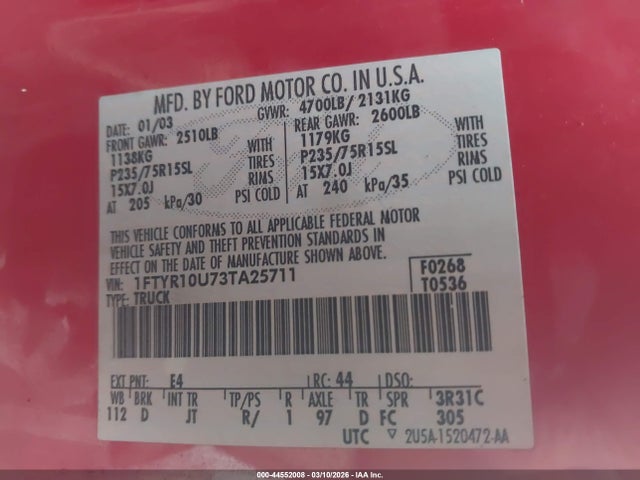 MFD. BY FORD MOTOR CO. IN U.S.A.
DATE: 01/03 GVWR: 4700LB/ 2131KG
FRONT GAWR: 2510LB REAR GAWR: 2600LB
1138KG WITH 1179KG WITH
P235/75R15SL TIRES P235/75R15SL TIRES
15X7.0J RIMS 15X7.0J RIMS
AT 205 kPa/30 PSI COLD AT 240 kPa/35 PSI COLD
THIS VEHICLE CONFORMS TO ALL APPLICABLE FEDERAL MOTOR
VEHICLE SAFETY AND THEFT PREVENTION STANDARDS IN
EFFECT ON THE DATE OF MANUFACTURE SHOWN ABOVE.
VIN: 1FTYR10U73TA25711 F0268
TYPE: TRUCK T0536
EXT PNT: E4 RC: 44 DSO:
WB BRK INT TR TP/PS R AXLE TR SPR 3R31C
112 D JT R/ 1 97 D FC 305
UTC ▽ 2U5A-1520472-AA
000-44552008 - 03/10/2026 - IAA Inc.